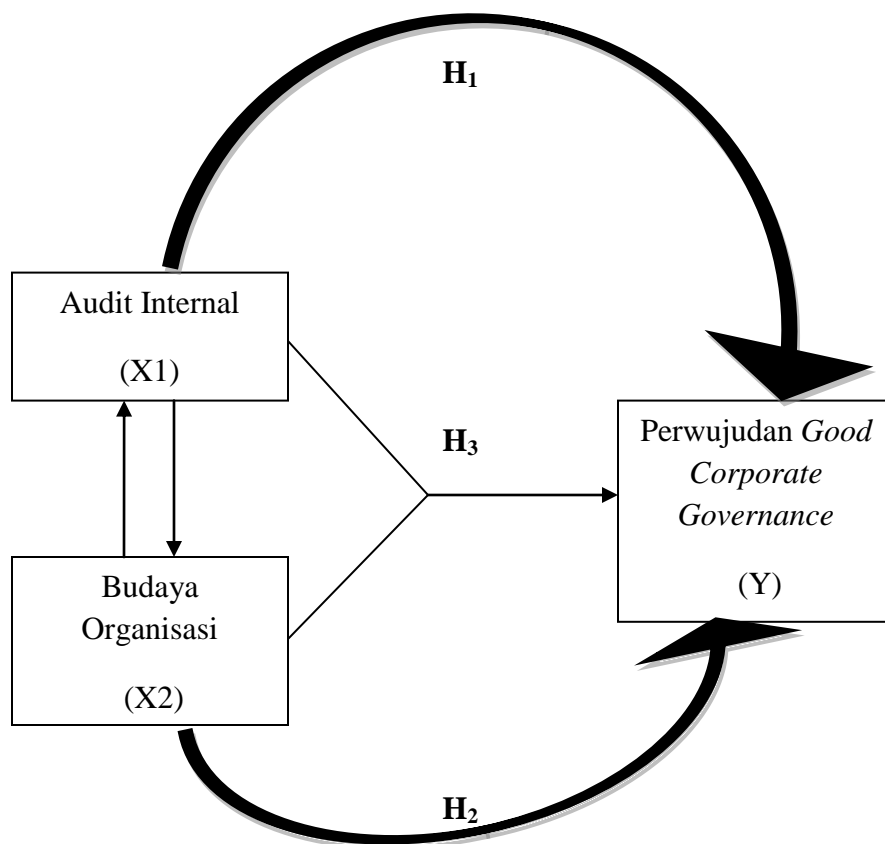 H1
Audit Internal
(X1)
H3
Perwujudan Good
Corporate
Governance
(Y)
Budaya
Organisasi
(X2)
H2